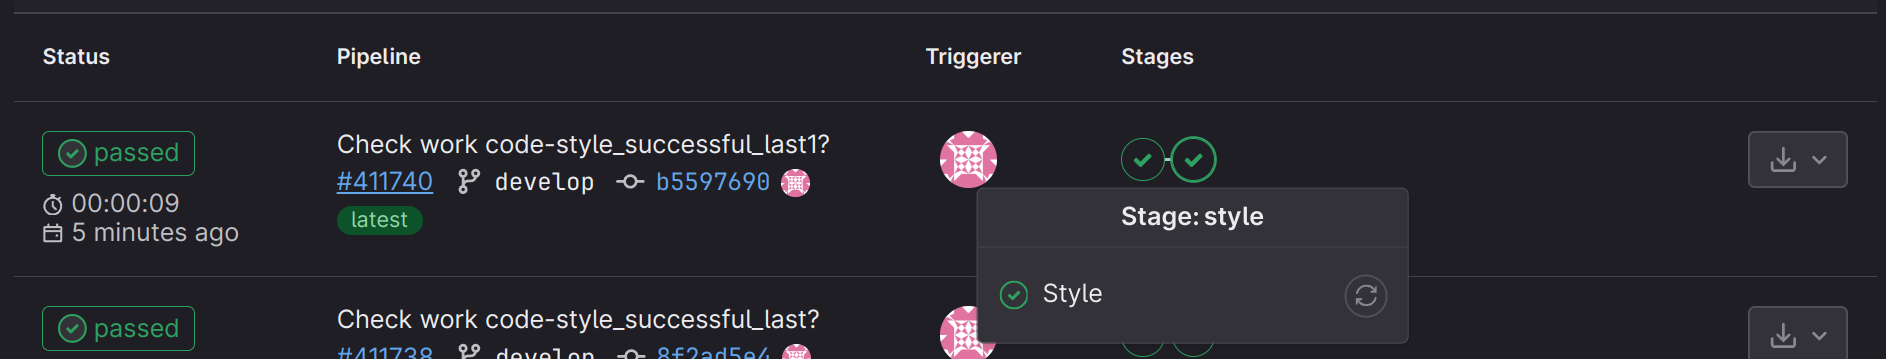 Status Pipeline Triggerer Stages
passed
Check work code-style_successful_last1?
#411740 develop b5597690
latest
00:00:09
5 minutes ago
Stage: style
Style
passed
Check work code-style_successful_last?
#411738 develop 8f2ad5e4